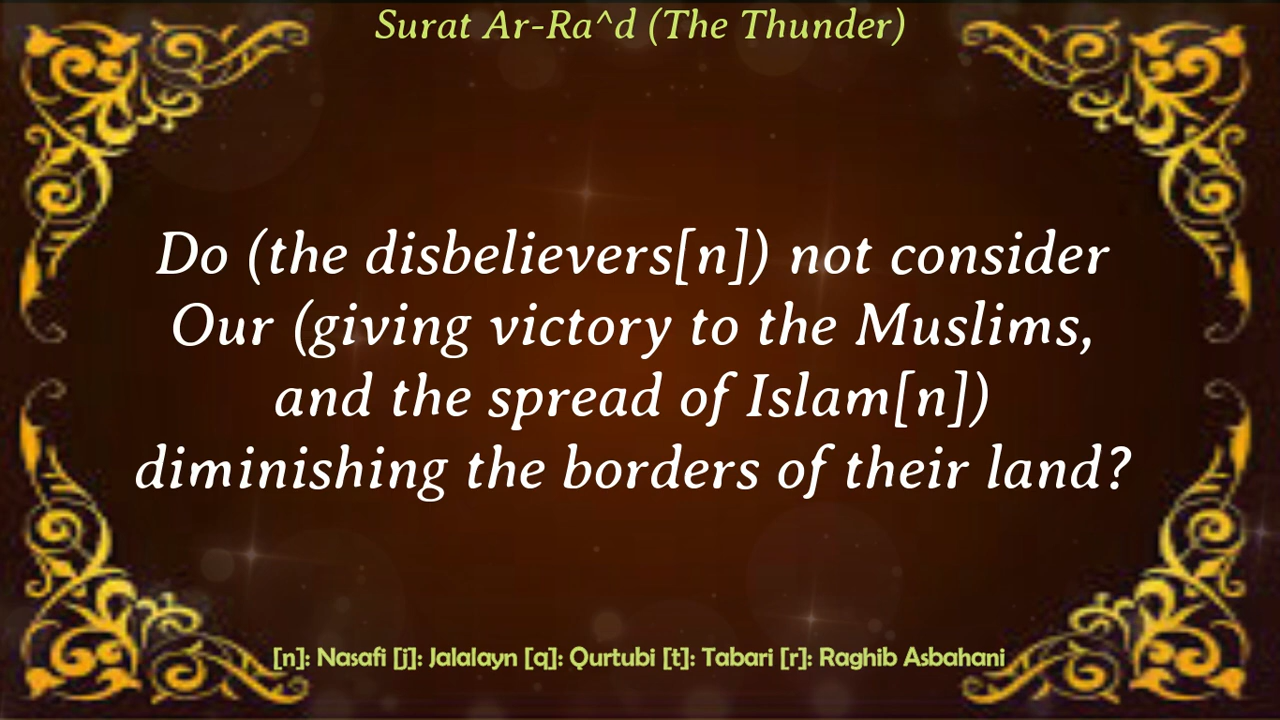 Surat Ar-Ra^d (The Thunder)
Do (the disbelievers[n]) not consider
Our (giving victory to the Muslims,
and the spread of Islam[n])
diminishing the borders of their land?
[n]: Nasafi [j]: Jalalayn [q]: Qurtubi [t]: Tabari [r]: Raghib Asbahani